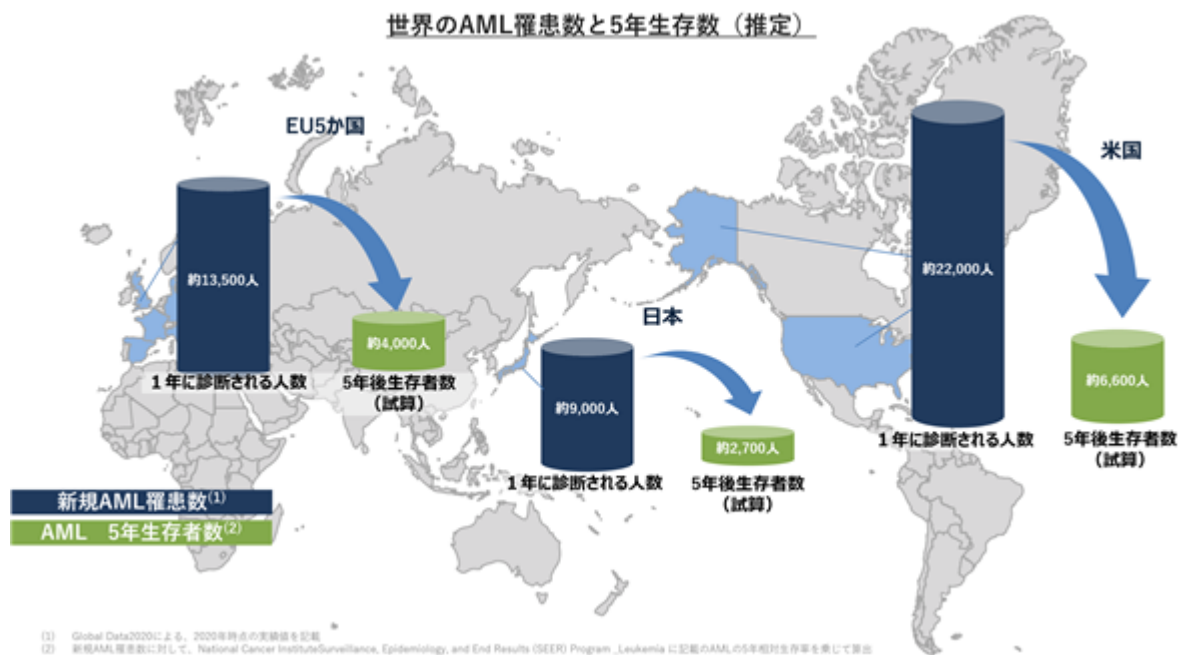 世界のAML罹患数と5年生存数（推定）
EU5か国
約13,500人
1年に診断される人数
約4,000人
5年後生存者数
（試算）
日本
約9,000人
1年に診断される人数
約2,700人
5年後生存者数
（試算）
米国
約22,000人
1年に診断される人数
約6,600人
5年後生存者数
（試算）
新規AML罹患数(1)
AML 5年生存者数(2)
(1) Global Data2020による、2020年時点の実績値を記載
(2) 新規AML罹患数に対して、National Cancer InstituteSurveillance, Epidemiology, and End Results (SEER) Program _Leukemia に記載のAMLの5年相対生存率を乗じて算出